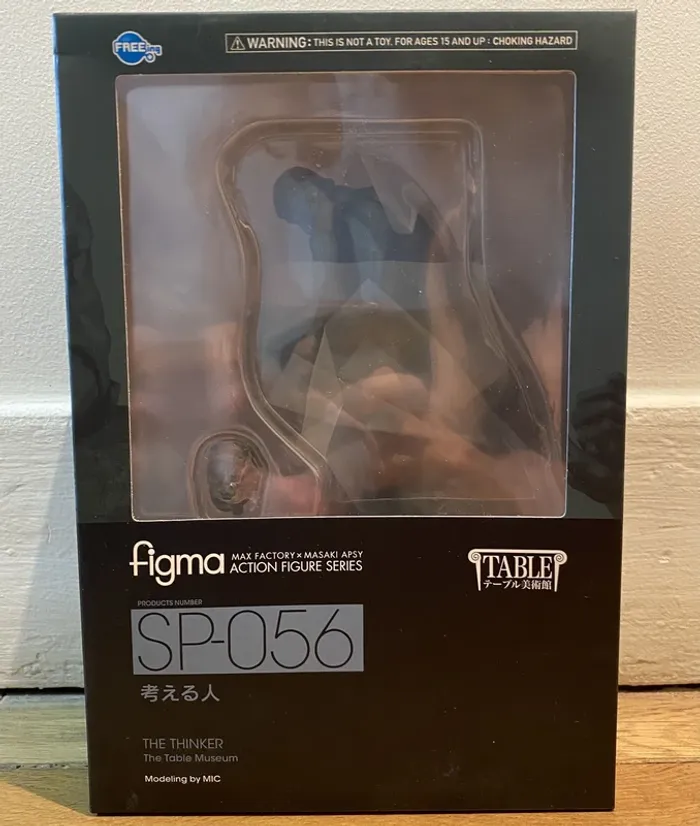 FREEing
⚠ WARNING: THIS IS NOT A TOY. FOR AGES 15 AND UP : CHOKING HAZARD
figma MAX FACTORY × MASAKI APSY
ACTION FIGURE SERIES
TABLE
テーブル美術館
PRODUCTS NUMBER
SP-056
考える人
THE THINKER
The Table Museum
Modeling by MIC